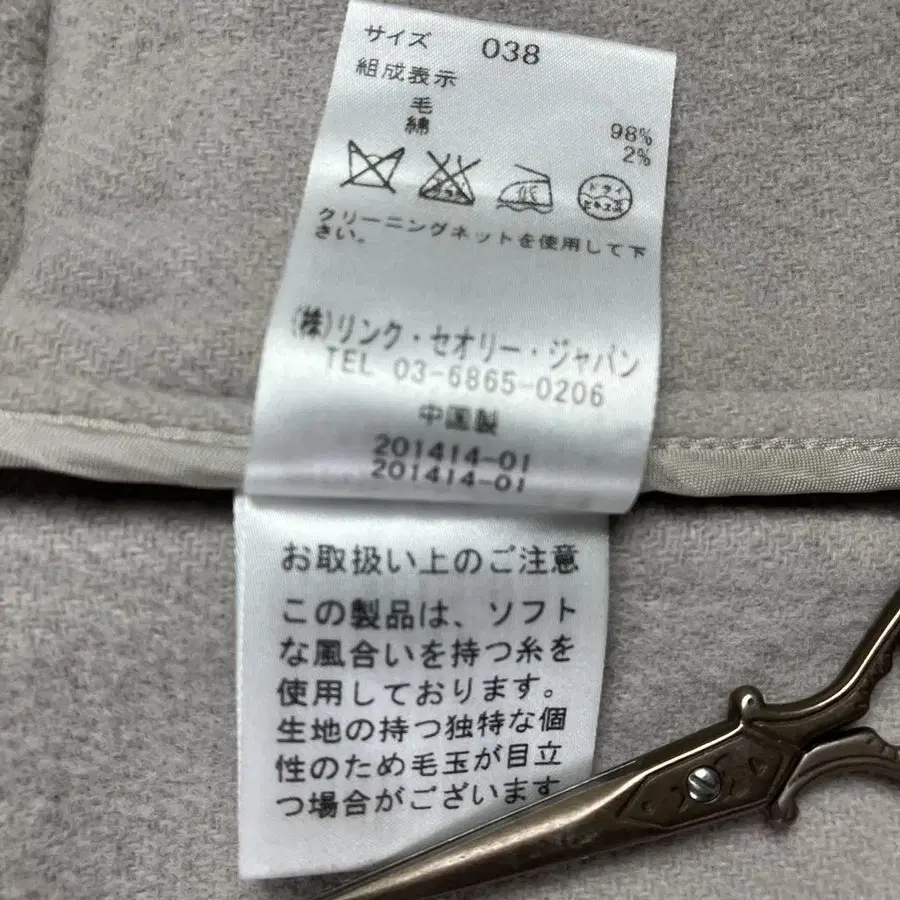 サイズ 038
組成表示
毛 98%
綿 2%
ドライ
クリーニングネットを使用して下
さい。
(株)リンク・セオリー・ジャパン
TEL 03-6865-0206
中国製
201414-01
201414-01
お取扱い上のご注意
この製品は、ソフト
な風合いを持つ糸を
使用しております。
生地の持つ独特な個
性のため毛玉が目立
つ場合がございます